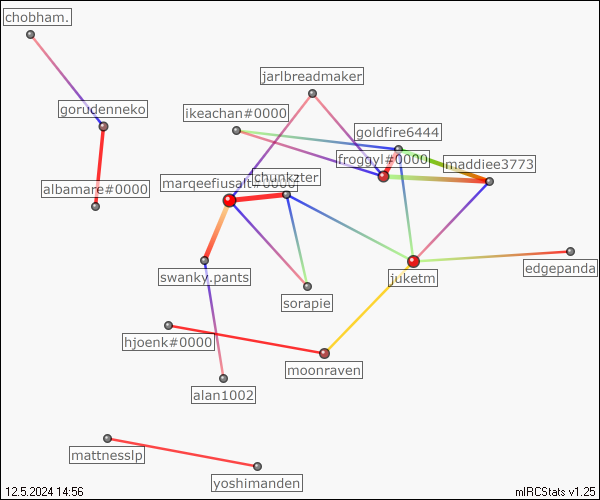 chobham.
jarlbreadmaker
gorudenneko
ikeachan#0000
goldfire6444
froggyl#0000
maddiee3773
albamare#0000
marqeefiusalt#0000
chunkzter
swanky.pants
sorapie
juketm
edgepanda
hjoenk#0000
moonraven
alan1002
mattnesslp
yoshimanden
12.5.2024 14:56
mIRCStats v1.25